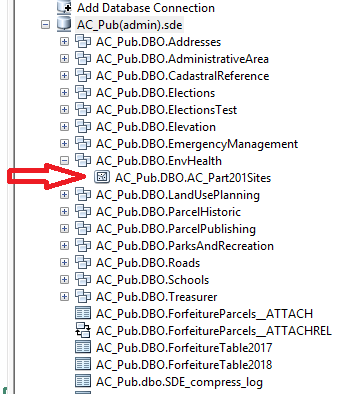 Add Database Connection
AC_Pub(admin).sde
AC_Pub.DBO.Addresses
AC_Pub.DBO.AdministrativeArea
AC_Pub.DBO.CadastralReference
AC_Pub.DBO.Elections
AC_Pub.DBO.ElectionsTest
AC_Pub.DBO.Elevation
AC_Pub.DBO.EmergencyManagement
AC_Pub.DBO.EnvHealth
AC_Pub.DBO.AC_Part201Sites
AC_Pub.DBO.LandUsePlanning
AC_Pub.DBO.ParcelHistoric
AC_Pub.DBO.ParcelPublishing
AC_Pub.DBO.ParksAndRecreation
AC_Pub.DBO.Roads
AC_Pub.DBO.Schools
AC_Pub.DBO.Treasurer
AC_Pub.DBO.ForfeitureParcels__ATTACH
AC_Pub.DBO.ForfeitureParcels__ATTACHREL
AC_Pub.DBO.ForfeitureTable2017
AC_Pub.DBO.ForfeitureTable2018
AC_Pub.dbo.SDE_compress_log